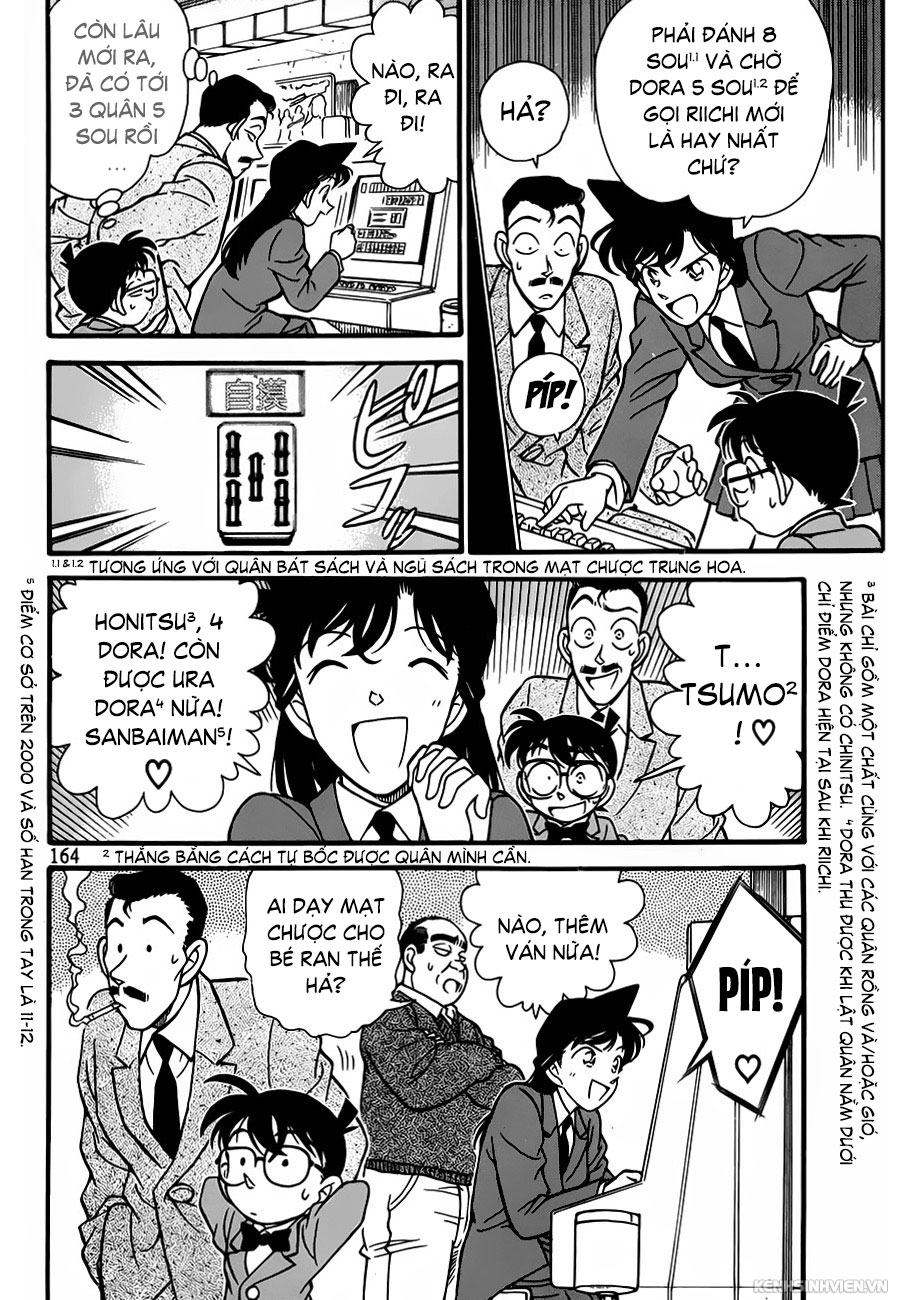 PHẢI ĐÁNH 8
SOU1.1 VÀ CHỜ
DORA 5 SOU1.2 ĐỂ
GỌI RIICHI MỚI
LÀ HAY NHẤT
CHỨ?
HẢ?
PÍP!
NÀO, RA
ĐI, RA
ĐI!
CÒN LÂU
MỚI RA,
ĐÃ CÓ TỚI
3 QUÂN 5
SOU RỒI
...
自摸
ピコッ
1.1 & 1.2 TƯƠNG ỨNG VỚI QUÂN BÁT SÁCH VÀ NGŨ SÁCH TRONG MẠT CHƯỢC TRUNG HOA.
T...
TSUMO2
! ♡
HONITSU3, 4
DORA! CÒN
ĐƯỢC URA
DORA4 NỮA!
SANBAIMAN5!
♡
3 BÀI CHỈ GỒM MỘT CHẤT CÙNG VỚI CÁC QUÂN RỒNG VÀ/HOẶC GIÓ,
NHƯNG KHÔNG CÓ CHINITSU. 4 DORA THU ĐƯỢC KHI LẬT QUÂN NẰM DƯỚI
CHỈ ĐIỂM DORA HIỆN TẠI SAU KHI RIICHI.
5 ĐIỂM CƠ SỞ TRÊN 2000 VÀ SỐ HAN TRONG TAY LÀ 11-12.
164
2 THẮNG BẰNG CÁCH TỰ BỐC ĐƯỢC QUÂN MÌNH CẦN.
PÍP!
♡
NÀO, THÊM
VÁN NỮA!
AI DẠY MẠT
CHƯỢC CHO
BÉ RAN THẾ
HẢ?
KENHSINHVIEN.VN